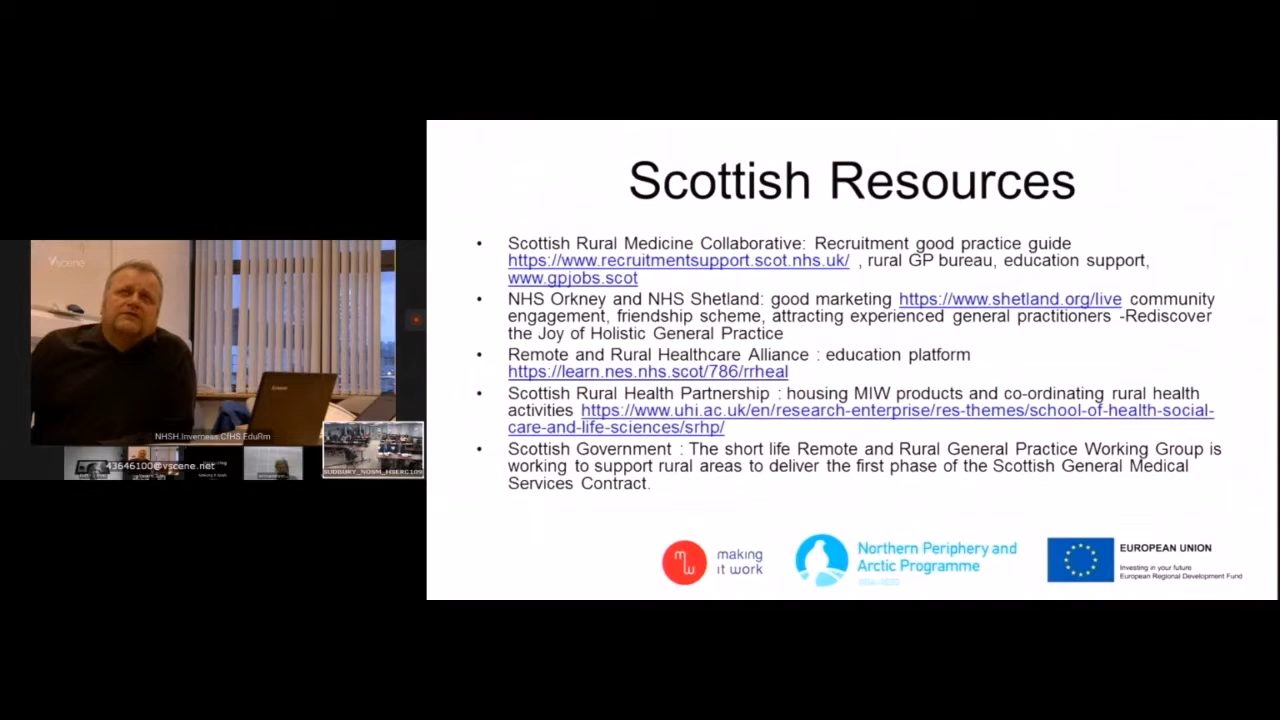 Scottish Resources
• Scottish Rural Medicine Collaborative: Recruitment good practice guide
https://www.recruitmentsupport.scot.nhs.uk/ , rural GP bureau, education support,
www.gpjobs.scot
• NHS Orkney and NHS Shetland: good marketing https://www.shetland.org/live community
engagement, friendship scheme, attracting experienced general practitioners -Rediscover
the Joy of Holistic General Practice
• Remote and Rural Healthcare Alliance : education platform
https://learn.nes.nhs.scot/786/rrheal
• Scottish Rural Health Partnership : housing MIW products and co-ordinating rural health
activities https://www.uhi.ac.uk/en/research-enterprise/res-themes/school-of-health-social-
care-and-life-sciences/srhp/
• Scottish Government : The short life Remote and Rural General Practice Working Group is
working to support rural areas to deliver the first phase of the Scottish General Medical
Services Contract.
making
it work
Northern Periphery and
Arctic Programme
2014-2020
EUROPEAN UNION
Investing in your future
European Regional Development Fund
Vscene
Lenovo
NHSH.Inverness.CfHS.EduRm
43646100@vscene.net
SUDBURY_NOSM_HSERC109